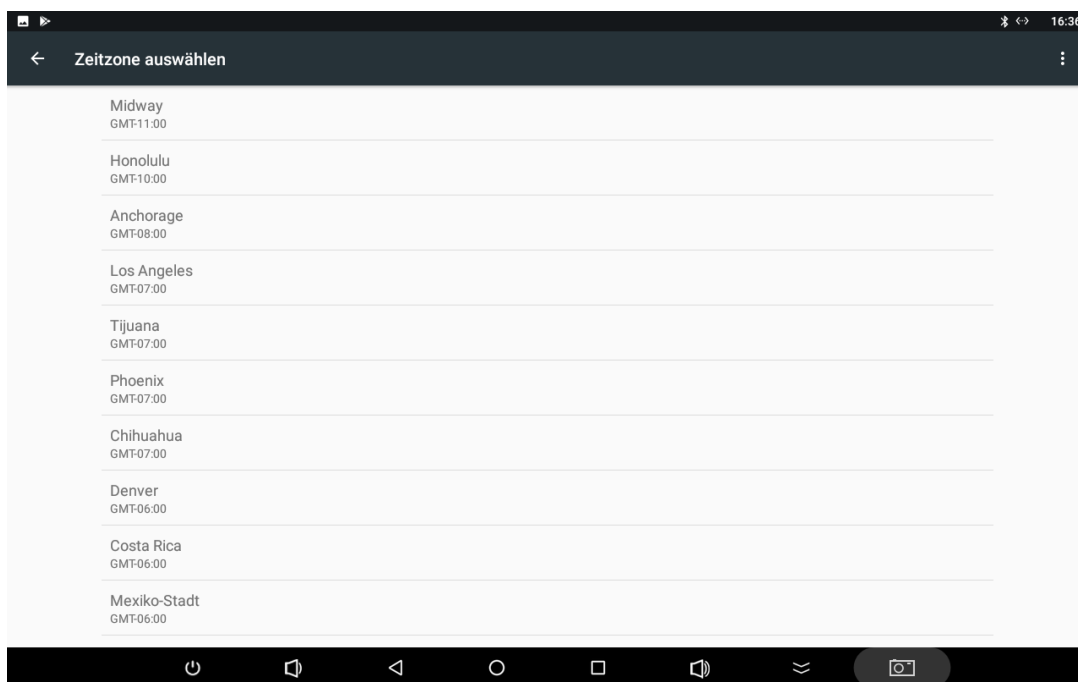 16:36
Zeitzone auswählen
Midway
GMT-11:00
Honolulu
GMT-10:00
Anchorage
GMT-08:00
Los Angeles
GMT-07:00
Tijuana
GMT-07:00
Phoenix
GMT-07:00
Chihuahua
GMT-07:00
Denver
GMT-06:00
Costa Rica
GMT-06:00
Mexiko-Stadt
GMT-06:00